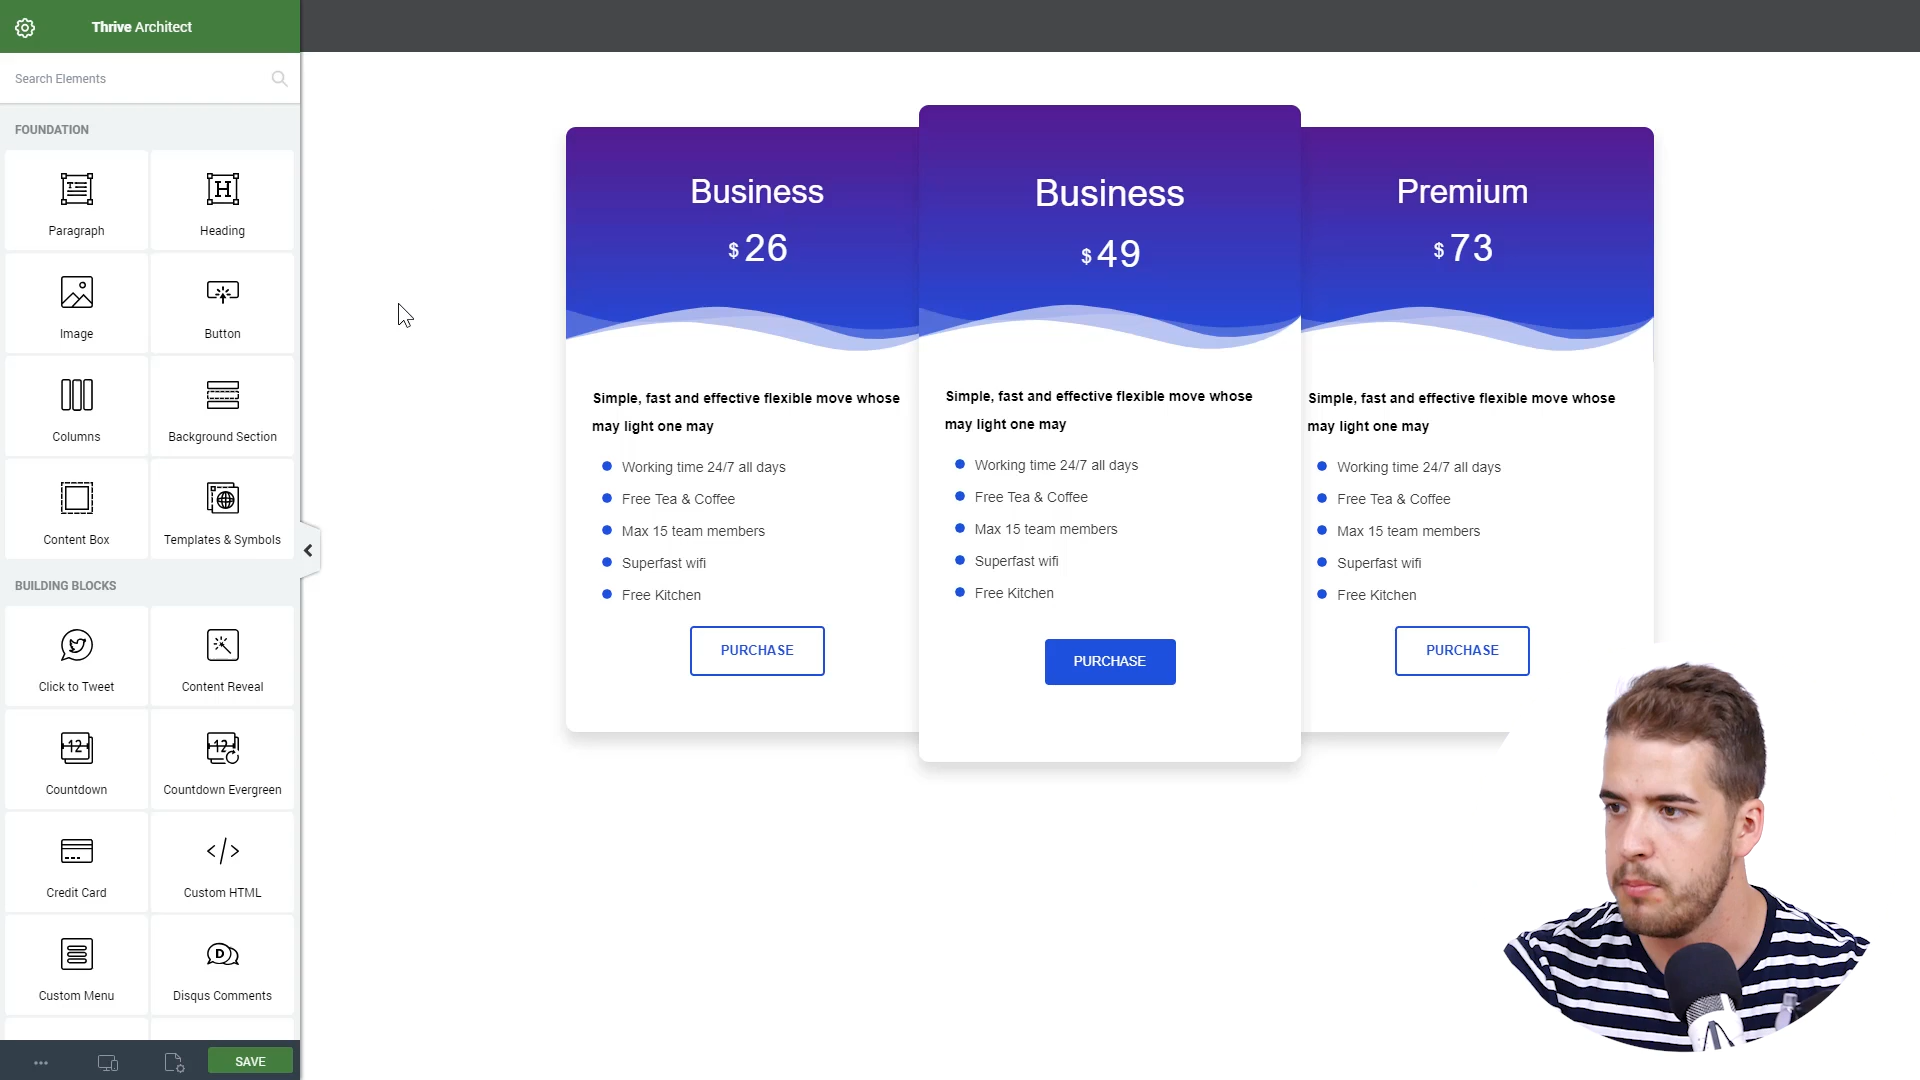 Thrive Architect
Search Elements
FOUNDATION
Paragraph
Heading
Image
Button
Columns
Background Section
Content Box
Templates & Symbols
BUILDING BLOCKS
Click to Tweet
Content Reveal
12
Countdown
12
Countdown Evergreen
Credit Card
Custom HTML
Custom Menu
D
Disqus Comments
SAVE
Business
$ 26
Simple, fast and effective flexible move whose
may light one may
Working time 24/7 all days
Free Tea & Coffee
Max 15 team members
Superfast wifi
Free Kitchen
PURCHASE
Business
$ 49
Simple, fast and effective flexible move whose
may light one may
Working time 24/7 all days
Free Tea & Coffee
Max 15 team members
Superfast wifi
Free Kitchen
PURCHASE
Premium
$ 73
Simple, fast and effective flexible move whose
may light one may
Working time 24/7 all days
Free Tea & Coffee
Max 15 team members
Superfast wifi
Free Kitchen
PURCHASE